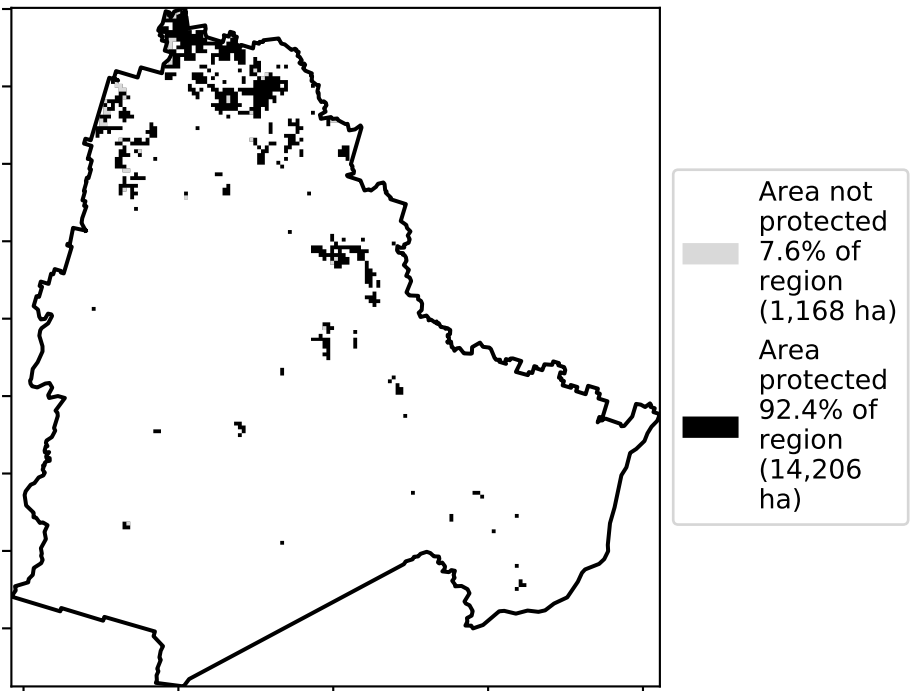 Area not
protected
7.6% of
region
(1,168 ha)
Area
protected
92.4% of
region
(14,206
ha)